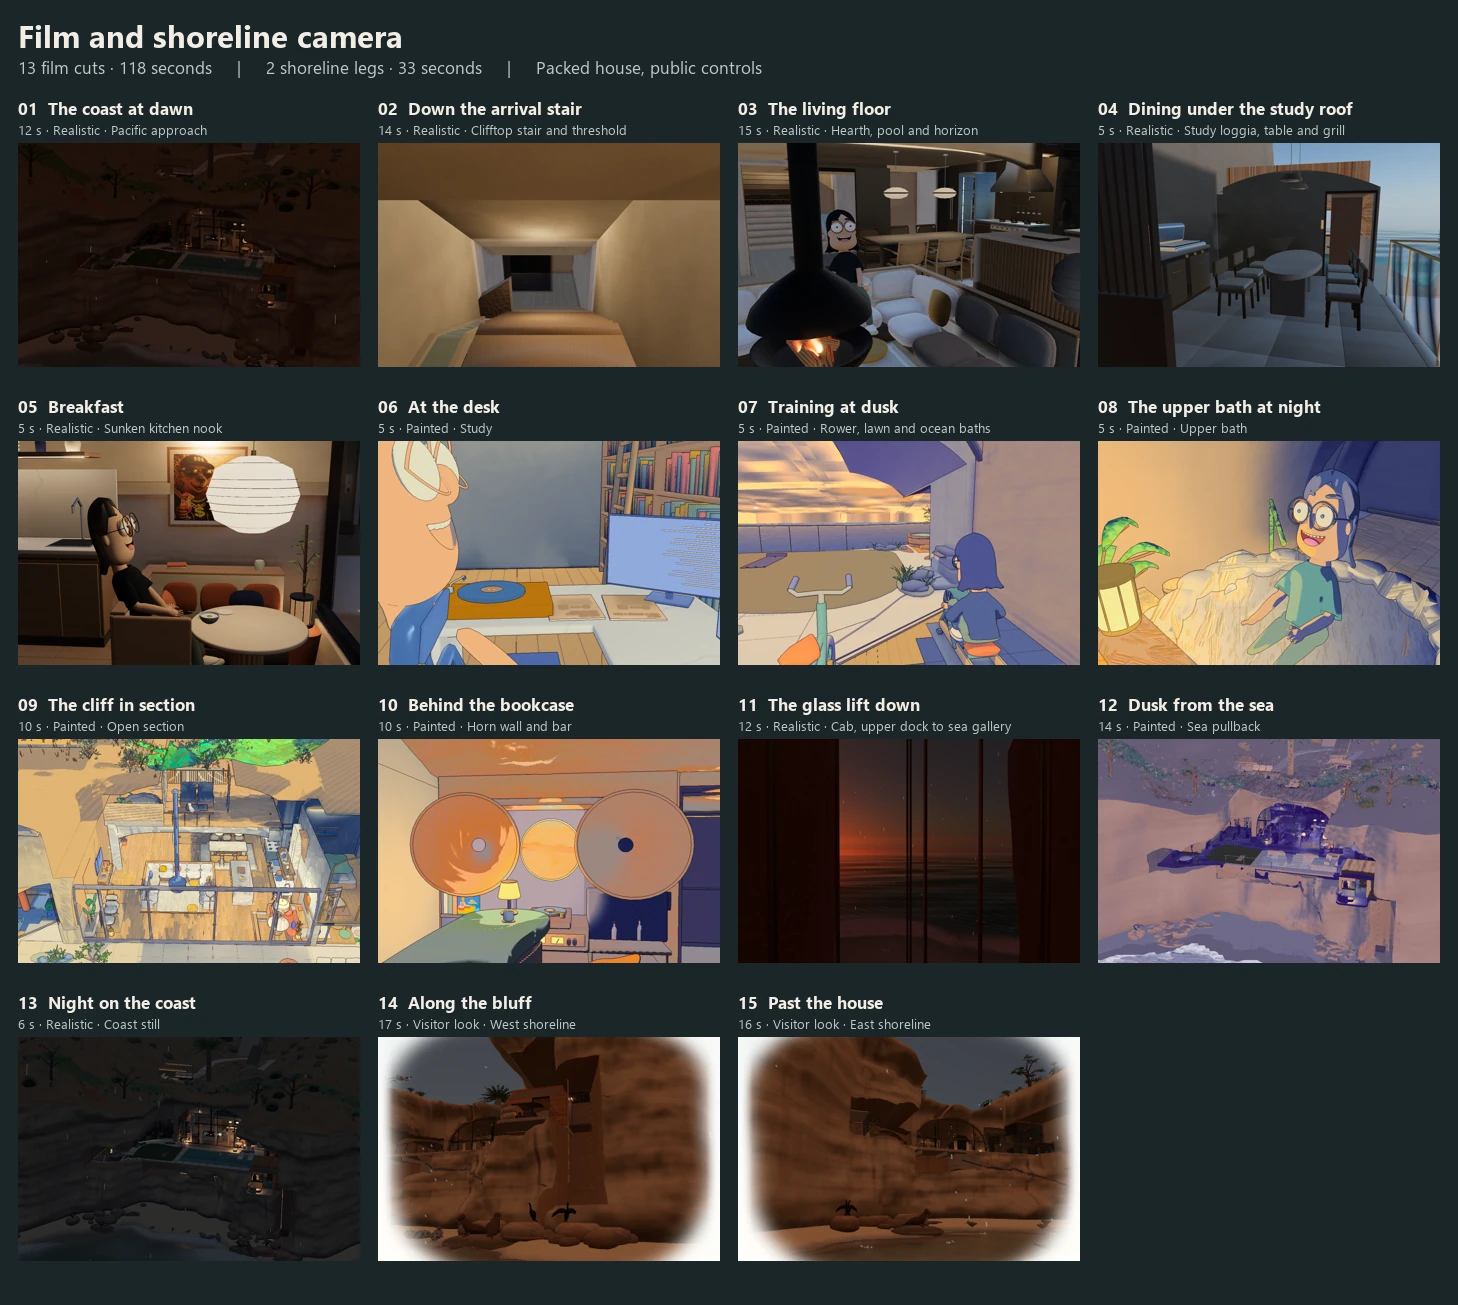 Film and shoreline camera
13 film cuts · 118 seconds | 2 shoreline legs · 33 seconds | Packed house, public controls
01 The coast at dawn
12 s · Realistic · Pacific approach
02 Down the arrival stair
14 s · Realistic · Clifftop stair and threshold
03 The living floor
15 s · Realistic · Hearth, pool and horizon
04 Dining under the study roof
5 s · Realistic · Study loggia, table and grill
05 Breakfast
5 s · Realistic · Sunken kitchen nook
06 At the desk
5 s · Painted · Study
07 Training at dusk
5 s · Painted · Rower, lawn and ocean baths
08 The upper bath at night
5 s · Painted · Upper bath
09 The cliff in section
10 s · Painted · Open section
10 Behind the bookcase
10 s · Painted · Horn wall and bar
11 The glass lift down
12 s · Realistic · Cab, upper dock to sea gallery
12 Dusk from the sea
14 s · Painted · Sea pullback
13 Night on the coast
6 s · Realistic · Coast still
14 Along the bluff
17 s · Visitor look · West shoreline
15 Past the house
16 s · Visitor look · East shoreline